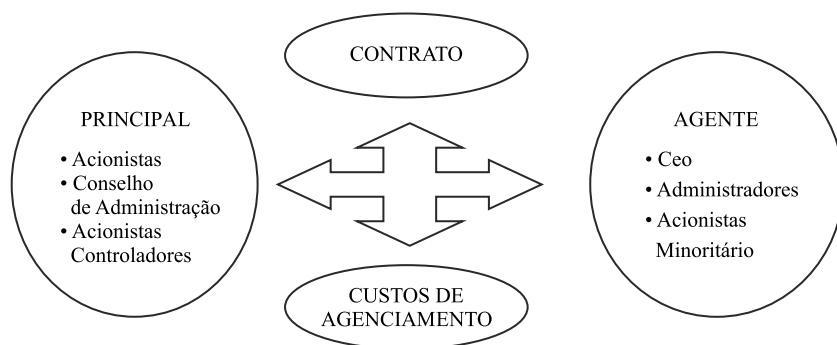 CONTRATO
PRINCIPAL
• Acionistas
• Conselho
de Administração
• Acionistas
Controladores
AGENTE
• Ceo
• Administradores
• Acionistas
Minoritário
CUSTOS DE
AGENCIAMENTO